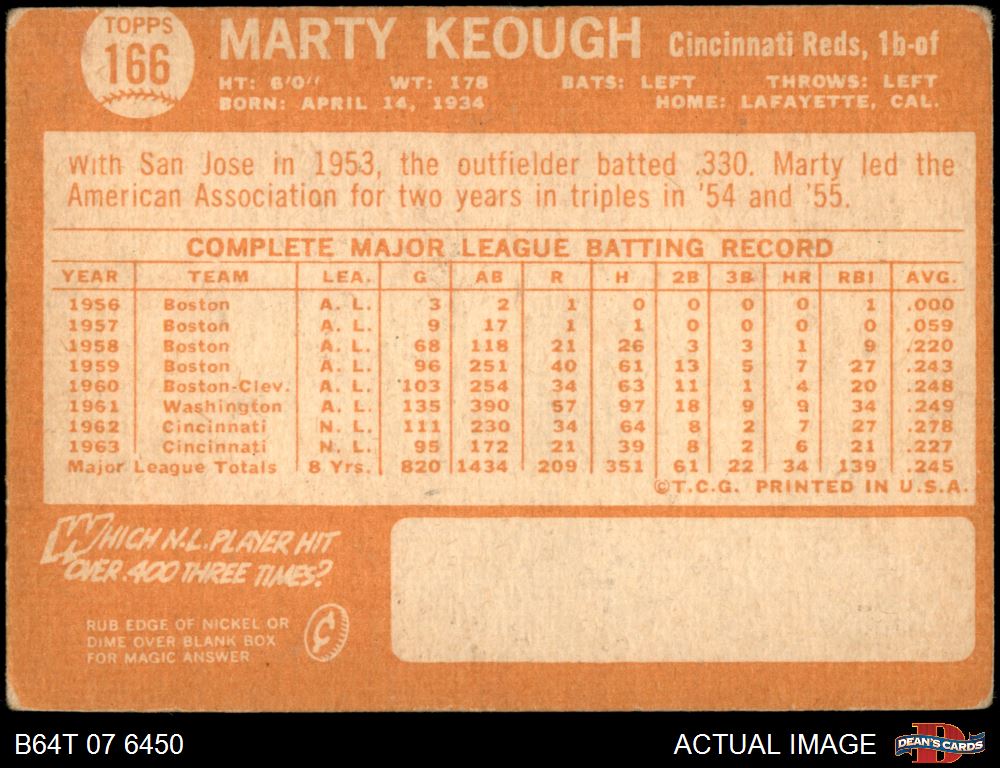 TOPPS
166
MARTY KEOUGH Cincinnati Reds, 1b-of
HT: 6'0" WT: 178 BATS: LEFT THROWS: LEFT
BORN: APRIL 14, 1934 HOME: LAFAYETTE, CAL.
With San Jose in 1953, the outfielder batted .330. Marty led the
American Association for two years in triples in '54 and '55.
COMPLETE MAJOR LEAGUE BATTING RECORD
YEAR TEAM LEA. G AB R H 2B 3B HR RBI AVG.
1956 Boston A. L. 3 2 1 0 0 0 0 1 .000
1957 Boston A. L. 9 17 1 1 0 0 0 0 .059
1958 Boston A. L. 68 118 21 26 3 3 1 9 .220
1959 Boston A. L. 96 251 40 61 13 5 7 27 .243
1960 Boston-Clev. A. L. 103 254 34 63 11 1 4 20 .248
1961 Washington A. L. 135 390 57 97 18 9 9 34 .249
1962 Cincinnati N. L. 111 230 34 64 8 2 7 27 .278
1963 Cincinnati N. L. 95 172 21 39 8 2 6 21 .227
Major League Totals 8 Yrs. 820 1434 209 351 61 22 34 139 .245
©T.C.G. PRINTED IN U.S.A.
WHICH N.L. PLAYER HIT
OVER .400 THREE TIMES?
RUB EDGE OF NICKEL OR
DIME OVER BLANK BOX
FOR MAGIC ANSWER
¢
B64T 07 6450 ACTUAL IMAGE D DEAN'S CARDS